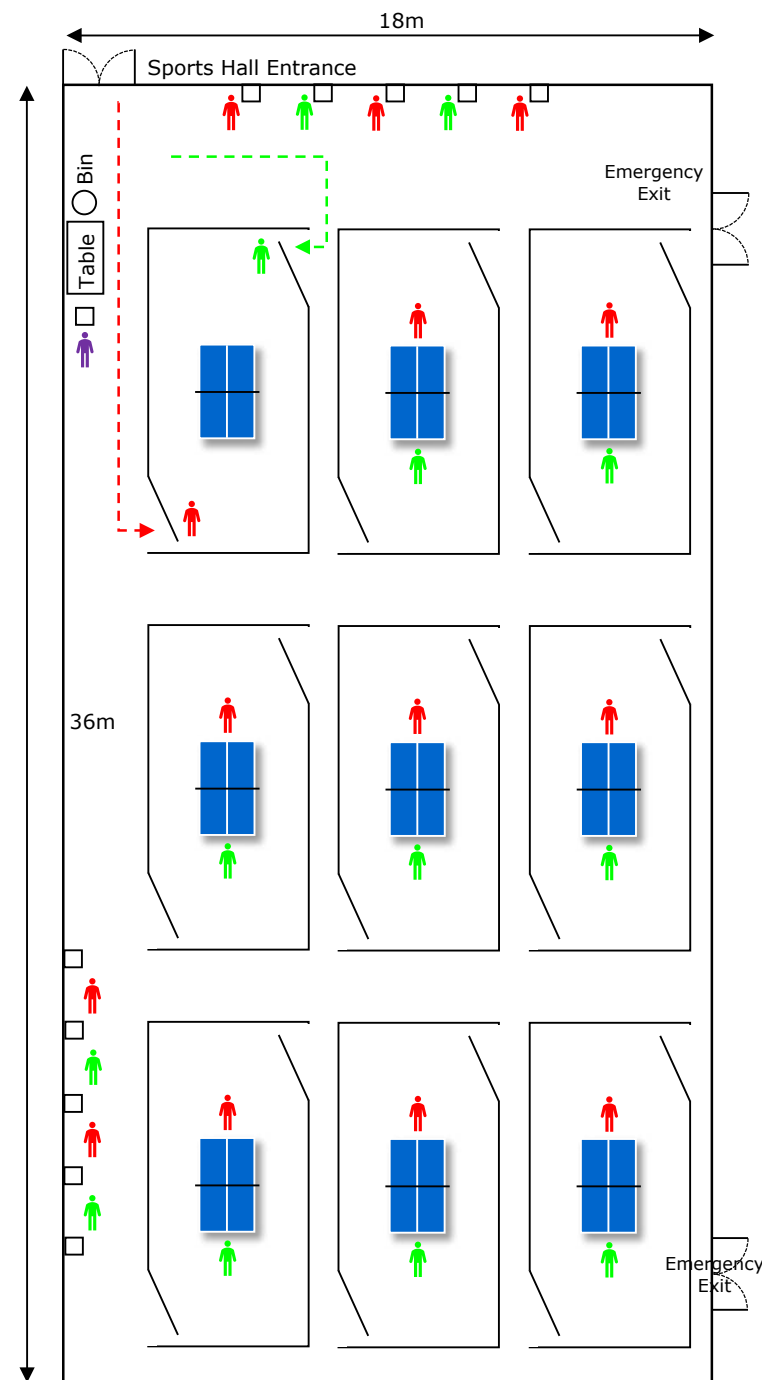 18m
Sports Hall Entrance
Bin
Emergency
Exit
Table
36m
Emergency
Exit